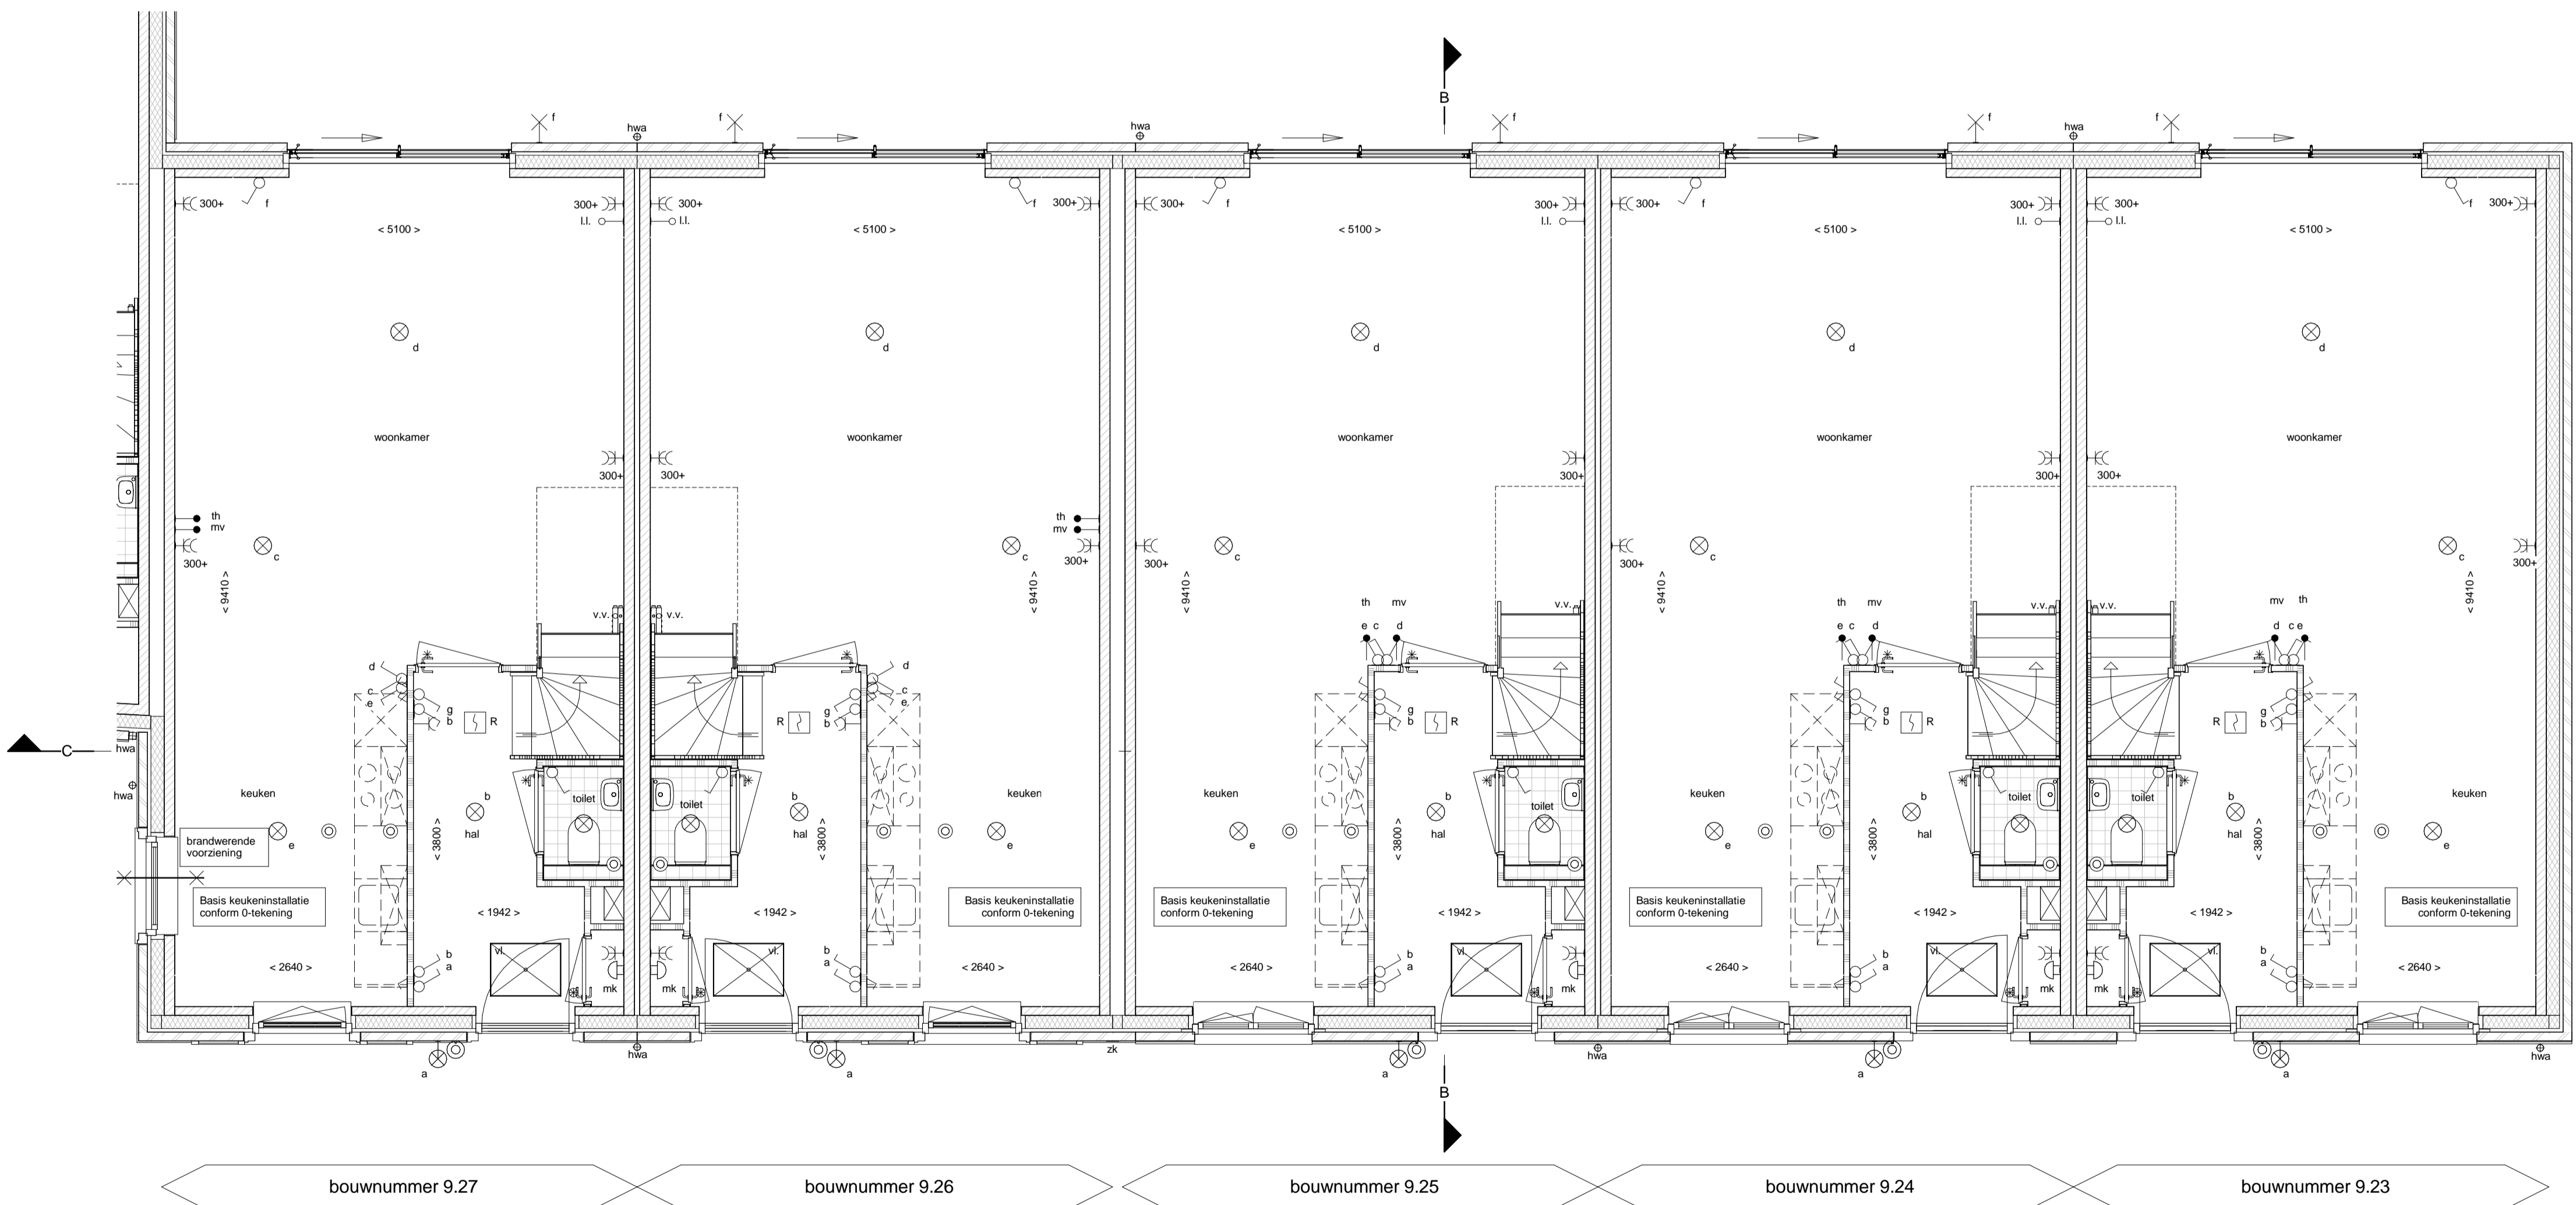 B
f
f
f
f
f
hwa
hwa
hwa
300+
f
300+
300+
f
300+
300+
f
300+
300+
f
300+
300+
f
300+
l.l.
l.l.
l.l.
l.l.
l.l.
< 5100 >
< 5100 >
< 5100 >
< 5100 >
< 5100 >
d
d
d
d
d
woonkamer
woonkamer
woonkamer
woonkamer
woonkamer
300+
300+
300+
300+
300+
th
mv
th
mv
c
c
c
c
c
300+
300+
300+
300+
300+
< 9410 >
< 9410 >
< 9410 >
< 9410 >
< 9410 >
v.v.
v.v.
v.v.
v.v.
v.v.
th mv
e c d
th mv
e c d
mv th
d c e
d
c
e
d
c
e
g
b
R
R
g
b
g
b
R
g
b
R
R
g
b
C
hwa
hwa
keuken
b
hal
toilet
toilet
b
hal
keuken
keuken
b
hal
toilet
keuken
b
hal
toilet
toilet
b
hal
keuken
brandwerende
voorziening
e
e
e
e
e
< 3800 >
< 3800 >
< 3800 >
< 3800 >
< 3800 >
Basis keukeninstallatie
conform 0-tekening
Basis keukeninstallatie
conform 0-tekening
Basis keukeninstallatie
conform 0-tekening
Basis keukeninstallatie
conform 0-tekening
Basis keukeninstallatie
conform 0-tekening
< 1942 >
< 1942 >
< 1942 >
< 1942 >
< 1942 >
vl.
vl.
vl.
vl.
vl.
b
a
b
a
b
a
b
a
b
a
< 2640 >
< 2640 >
< 2640 >
< 2640 >
< 2640 >
mk
mk
mk
mk
mk
hwa
zk
hwa
hwa
a
a
a
a
a
B
bouwnummer 9.27
bouwnummer 9.26
bouwnummer 9.25
bouwnummer 9.24
bouwnummer 9.23